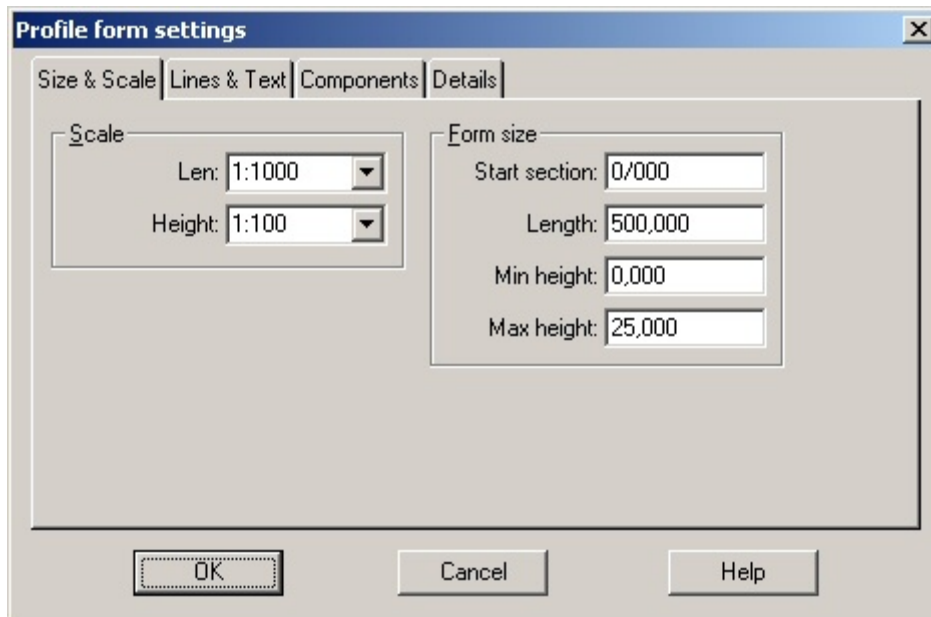 Profile form settings
Size & Scale Lines & Text Components Details
Scale
Len: 1:1000
Height: 1:100
Form size
Start section: 0/000
Length: 500,000
Min height: 0,000
Max height: 25,000
OK Cancel Help